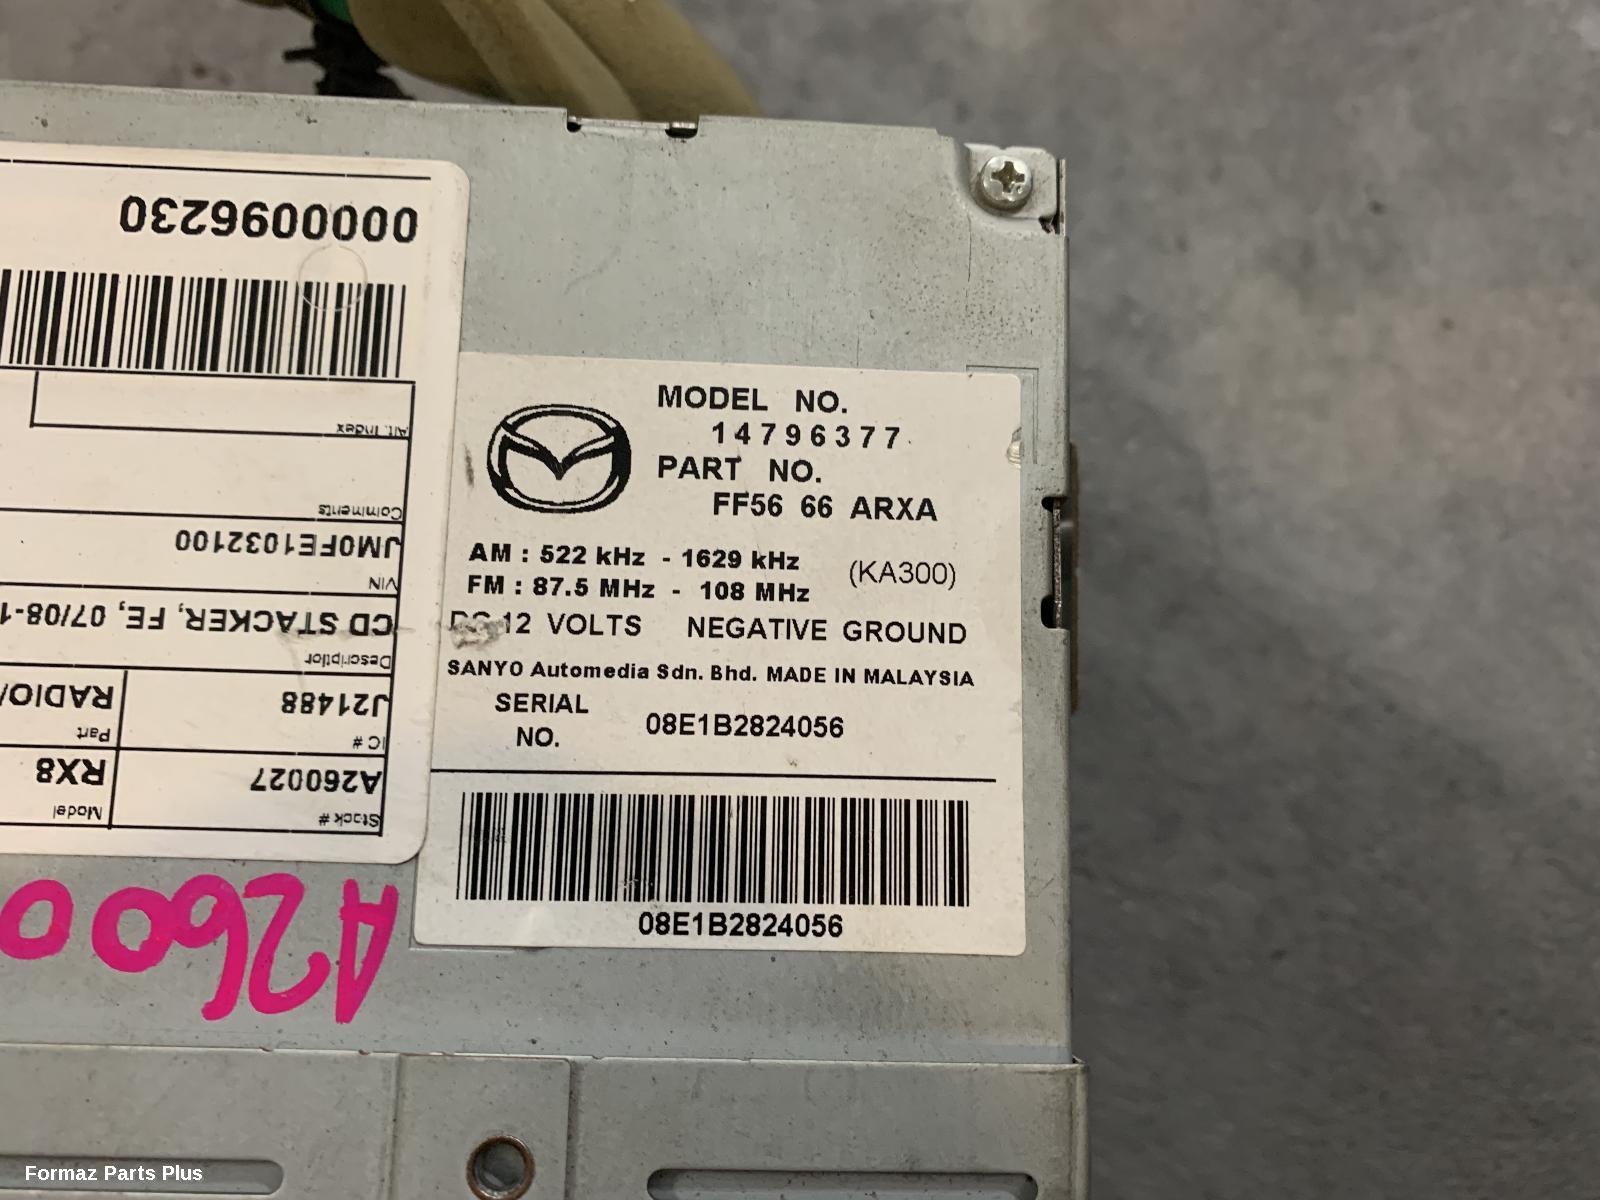 MODEL NO.
14796377
PART NO.
FF56 66 ARXA
AM : 522 kHz - 1629 kHz
FM : 87.5 MHz - 108 MHz
(KA300)
DC 12 VOLTS NEGATIVE GROUND
SANYO Automedia Sdn. Bhd. MADE IN MALAYSIA
SERIAL
NO.
08E1B2824056
08E1B2824056
Stock #
A260027
Model
RX8
IC #
J21488
Part
RADIO/
Description
CD STACKER, FE, 07/08-1
VIN
JM0FE1032100
Comments
Alt. Index
0000096230
A2600
Formaz Parts Plus